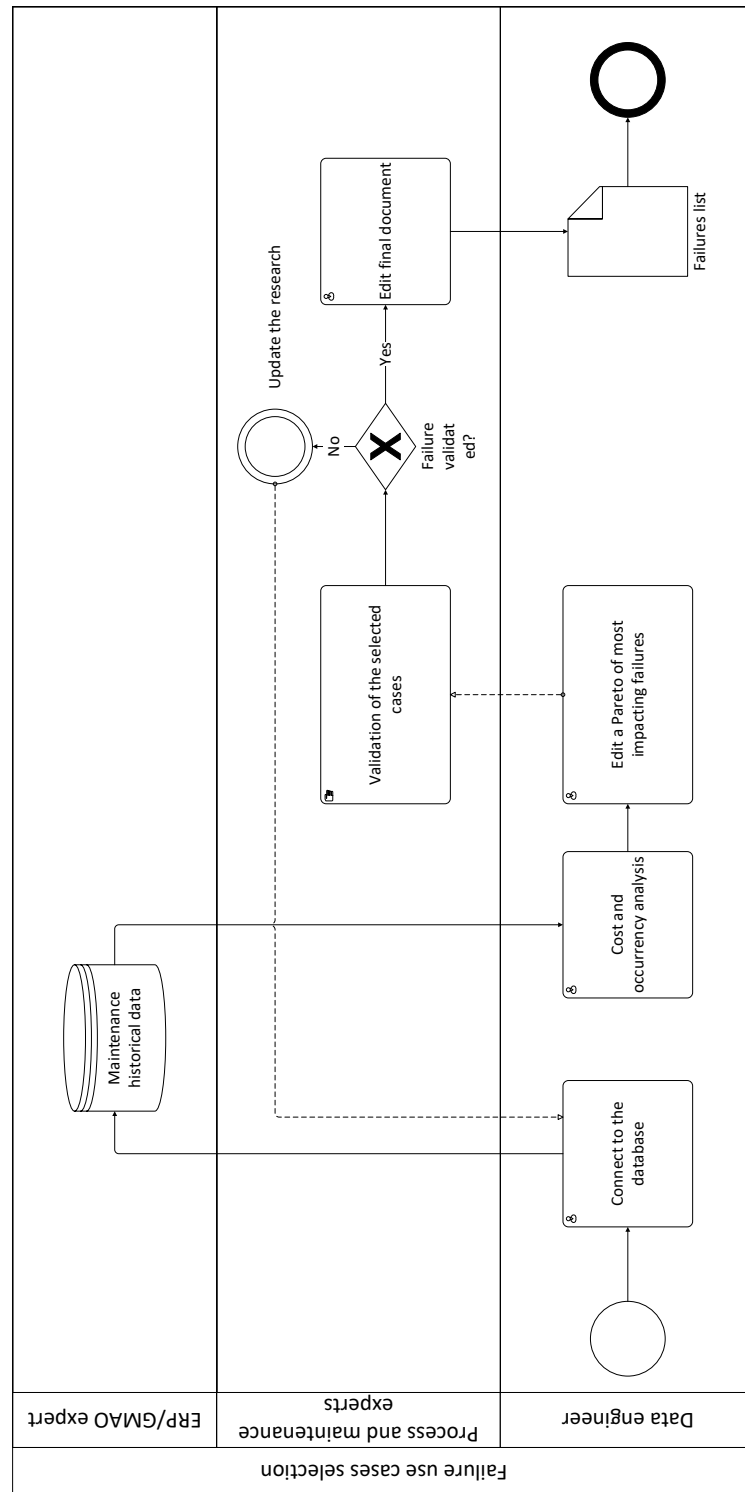 Failure use cases selection
ERP/GMAO expert
Process and maintenance
experts
Data engineer
Maintenance
historical data
Connect to the
database
Cost and
occurrency analysis
Edit a Pareto of most
impacting failures
Validation of the selected
cases
Failure
validat
ed?
No
Yes
Update the research
Edit final document
Failures list